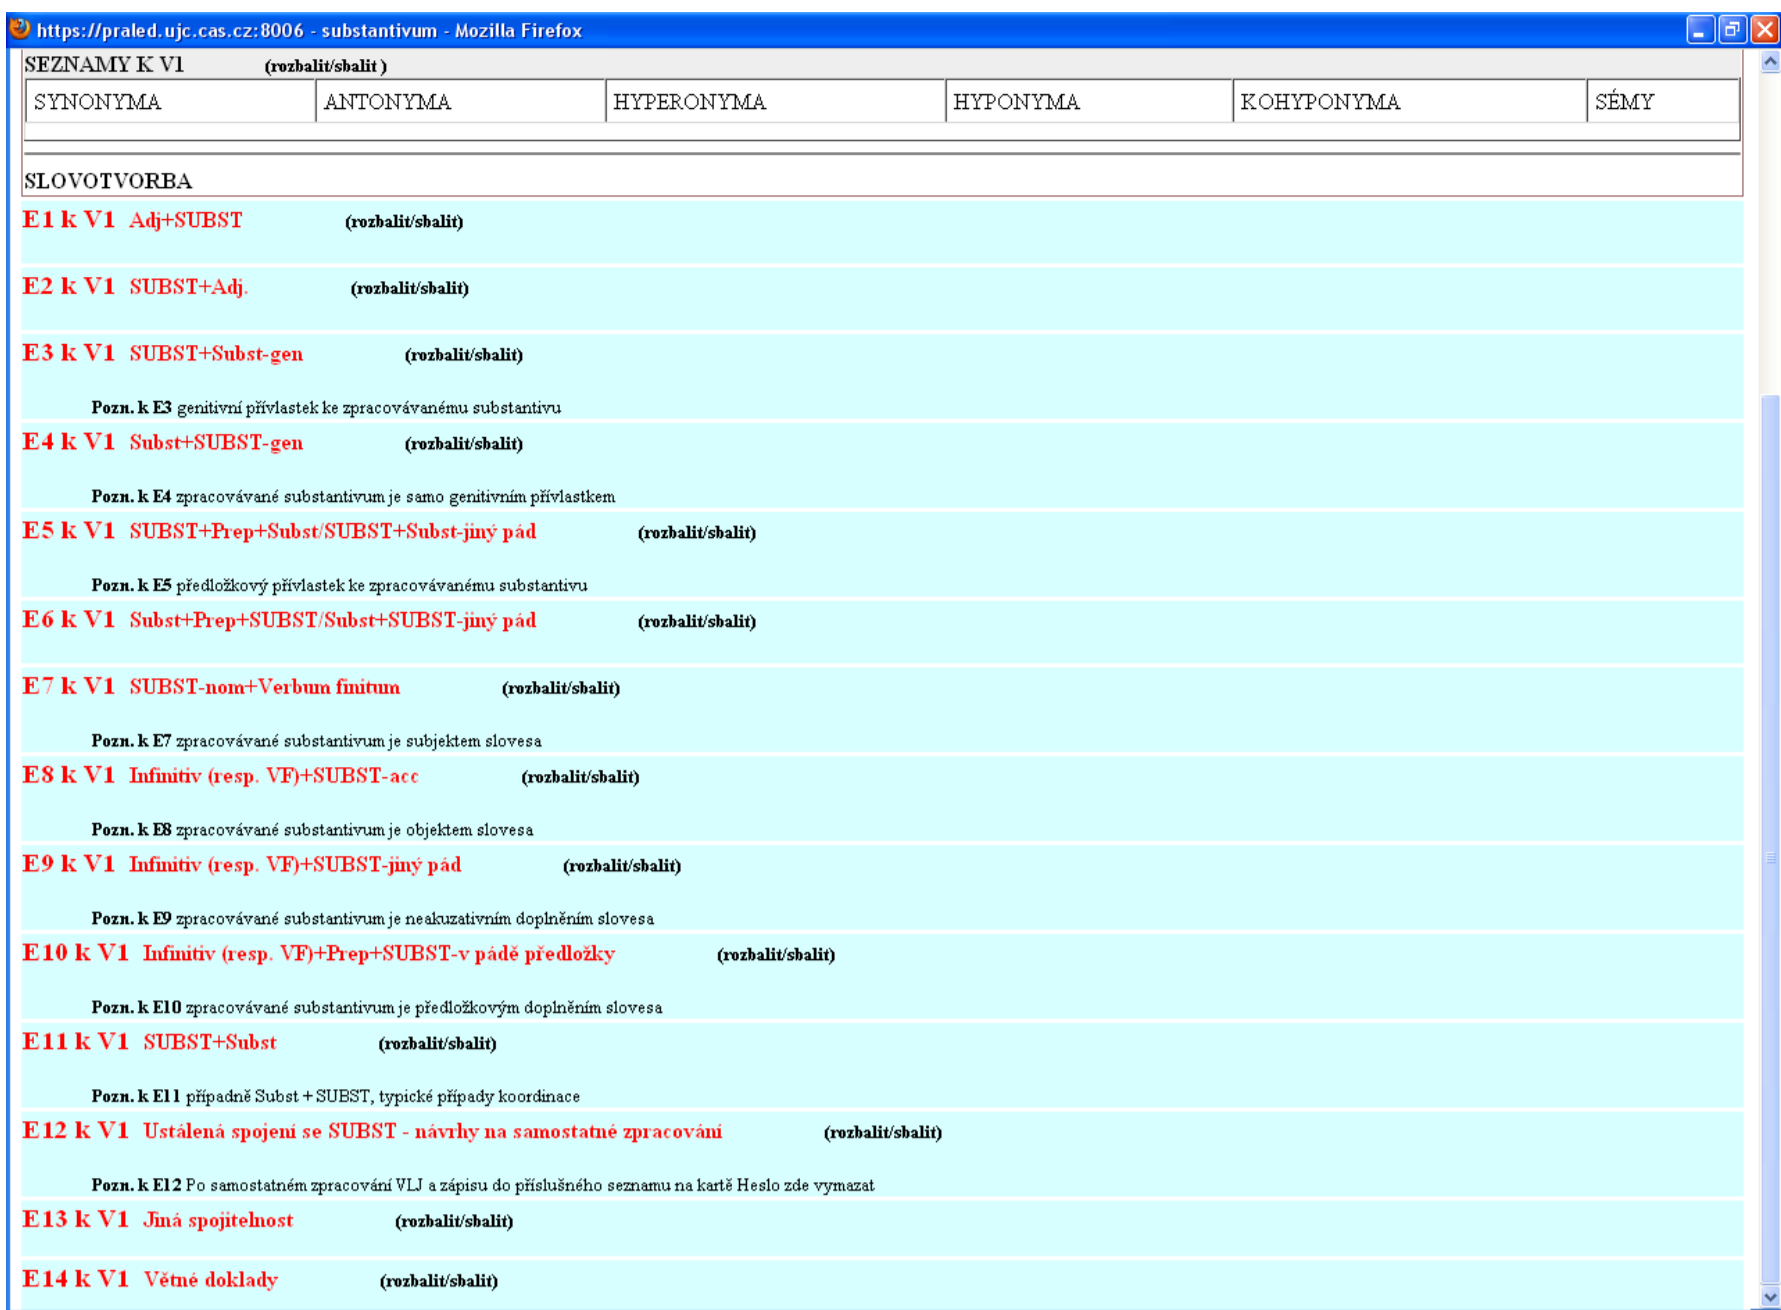 https://praled.ujc.cas.cz:8006 - substantivum - Mozilla Firefox
SEZNAMY K V1 (rozbalit/sbalit )
SYNONYMA ANTONYMA HYPERONYMA HYPONYMA KOHYPONYMA SÉMY
SLOVOTVORBA
E1 k V1 Adj+SUBST (rozbalit/sbalit)
E2 k V1 SUBST+Adj. (rozbalit/sbalit)
E3 k V1 SUBST+Subst-gen (rozbalit/sbalit)
Pozn. k E3 genitivní přívlastek ke zpracovávanému substantivu
E4 k V1 Subst+SUBST-gen (rozbalit/sbalit)
Pozn. k E4 zpracovávané substantivum je samo genitivním přívlastkem
E5 k V1 SUBST+Prep+Subst/SUBST+Subst-jiný pád (rozbalit/sbalit)
Pozn. k E5 předložkový přívlastek ke zpracovávanému substantivu
E6 k V1 Subst+Prep+SUBST/Subst+SUBST-jiný pád (rozbalit/sbalit)
E7 k V1 SUBST-nom+Verbum finitum (rozbalit/sbalit)
Pozn. k E7 zpracovávané substantivum je subjektem slovesa
E8 k V1 Infinitiv (resp. VF)+SUBST-acc (rozbalit/sbalit)
Pozn. k E8 zpracovávané substantivum je objektem slovesa
E9 k V1 Infinitiv (resp. VF)+SUBST-jiný pád (rozbalit/sbalit)
Pozn. k E9 zpracovávané substantivum je neakuzativním doplněním slovesa
E10 k V1 Infinitiv (resp. VF)+Prep+SUBST-v pádě předložky (rozbalit/sbalit)
Pozn. k E10 zpracovávané substantivum je předložkovým doplněním slovesa
E11 k V1 SUBST+Subst (rozbalit/sbalit)
Pozn. k E11 případně Subst + SUBST, typické případy koordinace
E12 k V1 Ustálená spojení se SUBST - návrhy na samostatné zpracování (rozbalit/sbalit)
Pozn. k E12 Po samostatném zpracování VLJ a zápisu do příslušného seznamu na kartě Heslo zde vymazat
E13 k V1 Jiná spojitelnost (rozbalit/sbalit)
E14 k V1 Větné doklady (rozbalit/sbalit)